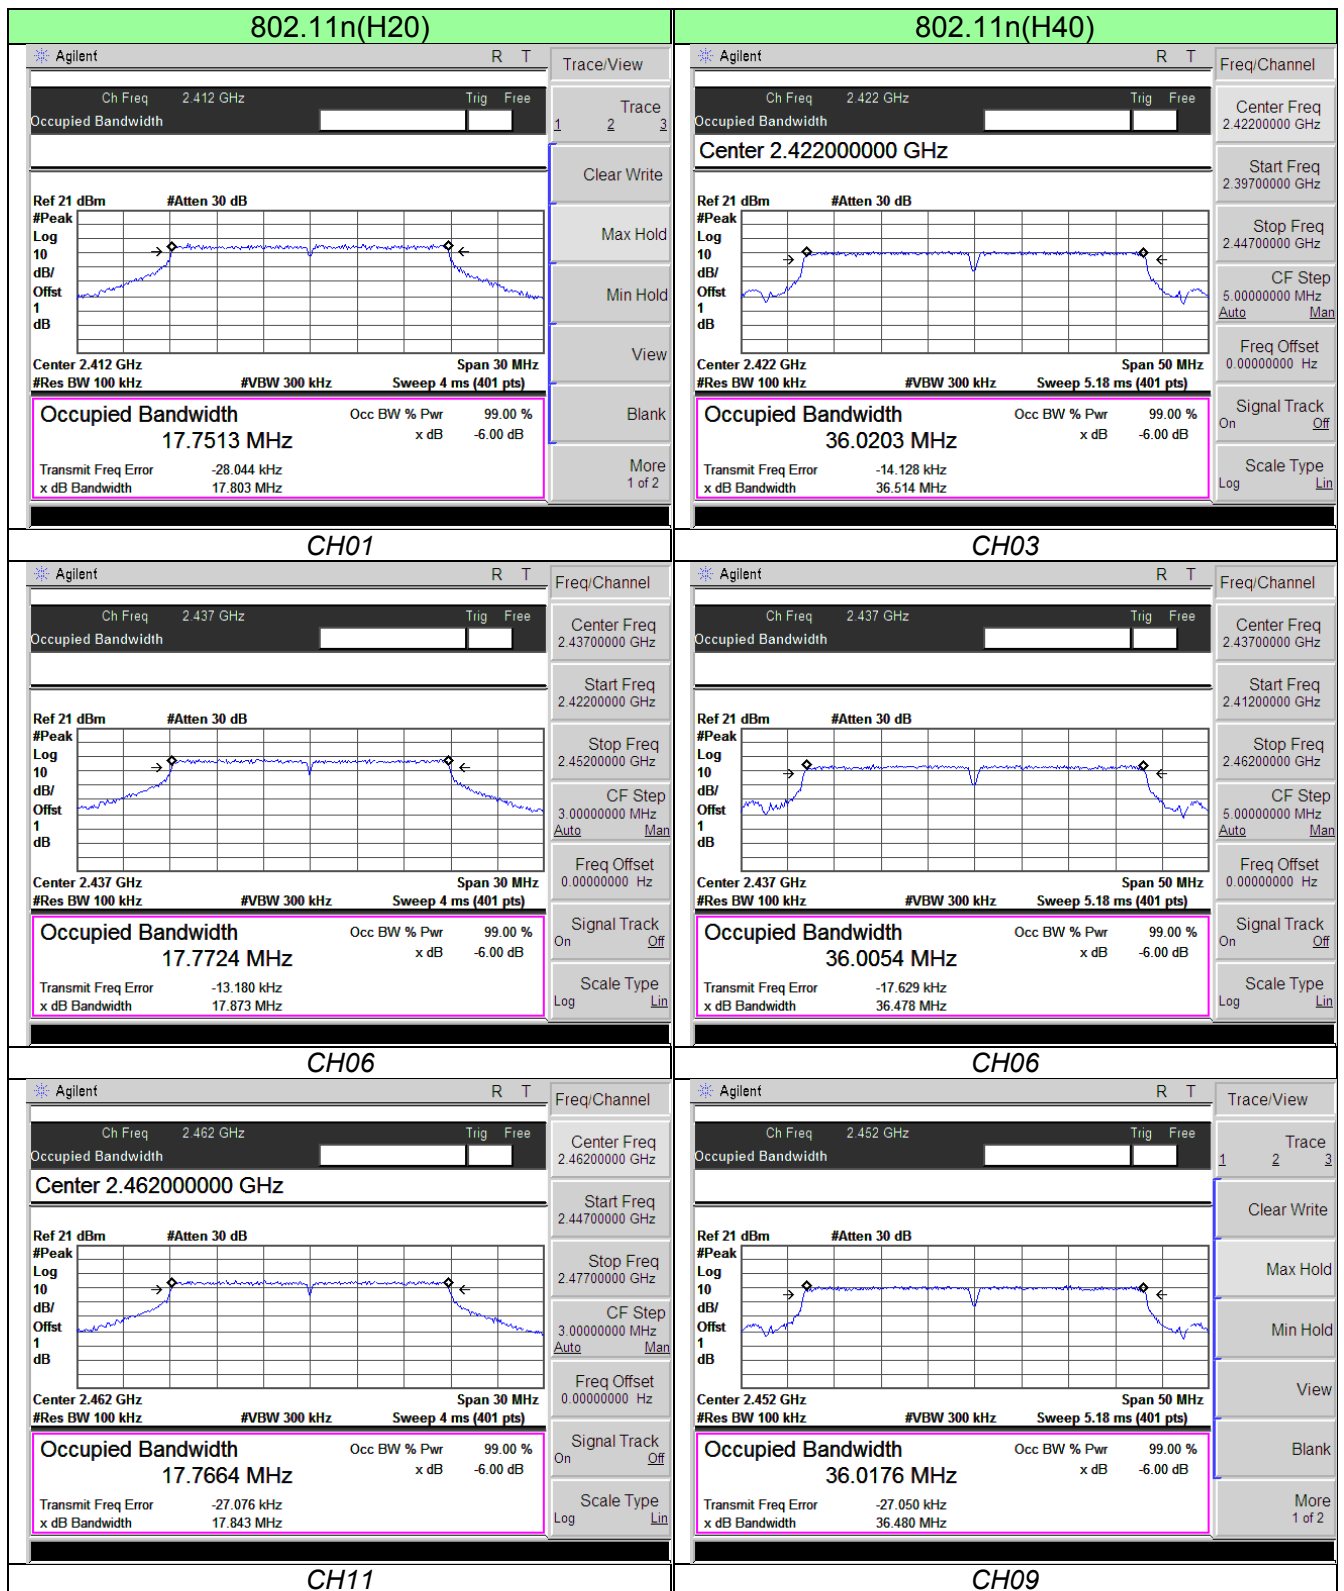 802.11n(H20)
802.11n(H40)
Agilent R T
Trace/View
Ch Freq 2.412 GHz Trig Free
Occupied Bandwidth
Trace
1 2 3
Clear Write
Max Hold
Min Hold
View
Blank
More
1 of 2
Ref 21 dBm #Atten 30 dB
#Peak
Log
10
dB/
Offst
1
dB
Center 2.412 GHz Span 30 MHz
#Res BW 100 kHz #VBW 300 kHz Sweep 4 ms (401 pts)
Occupied Bandwidth Occ BW % Pwr 99.00 %
17.7513 MHz x dB -6.00 dB
Transmit Freq Error -28.044 kHz
x dB Bandwidth 17.803 MHz
CH01
Agilent R T
Freq/Channel
Ch Freq 2.422 GHz Trig Free
Occupied Bandwidth
Center 2.422000000 GHz
Center Freq
2.42200000 GHz
Start Freq
2.39700000 GHz
Stop Freq
2.44700000 GHz
CF Step
5.00000000 MHz
Auto Man
Freq Offset
0.00000000 Hz
Signal Track
On Off
Scale Type
Log Lin
Ref 21 dBm #Atten 30 dB
#Peak
Log
10
dB/
Offst
1
dB
Center 2.422 GHz Span 50 MHz
#Res BW 100 kHz #VBW 300 kHz Sweep 5.18 ms (401 pts)
Occupied Bandwidth Occ BW % Pwr 99.00 %
36.0203 MHz x dB -6.00 dB
Transmit Freq Error -14.128 kHz
x dB Bandwidth 36.514 MHz
CH03
Agilent R T
Freq/Channel
Ch Freq 2.437 GHz Trig Free
Occupied Bandwidth
Center Freq
2.43700000 GHz
Start Freq
2.42200000 GHz
Stop Freq
2.45200000 GHz
CF Step
3.00000000 MHz
Auto Man
Freq Offset
0.00000000 Hz
Signal Track
On Off
Scale Type
Log Lin
Ref 21 dBm #Atten 30 dB
#Peak
Log
10
dB/
Offst
1
dB
Center 2.437 GHz Span 30 MHz
#Res BW 100 kHz #VBW 300 kHz Sweep 4 ms (401 pts)
Occupied Bandwidth Occ BW % Pwr 99.00 %
17.7724 MHz x dB -6.00 dB
Transmit Freq Error -13.180 kHz
x dB Bandwidth 17.873 MHz
CH06
Agilent R T
Freq/Channel
Ch Freq 2.437 GHz Trig Free
Occupied Bandwidth
Center Freq
2.43700000 GHz
Start Freq
2.41200000 GHz
Stop Freq
2.46200000 GHz
CF Step
5.00000000 MHz
Auto Man
Freq Offset
0.00000000 Hz
Signal Track
On Off
Scale Type
Log Lin
Ref 21 dBm #Atten 30 dB
#Peak
Log
10
dB/
Offst
1
dB
Center 2.437 GHz Span 50 MHz
#Res BW 100 kHz #VBW 300 kHz Sweep 5.18 ms (401 pts)
Occupied Bandwidth Occ BW % Pwr 99.00 %
36.0054 MHz x dB -6.00 dB
Transmit Freq Error -17.629 kHz
x dB Bandwidth 36.478 MHz
CH06
Agilent R T
Freq/Channel
Ch Freq 2.462 GHz Trig Free
Occupied Bandwidth
Center 2.462000000 GHz
Center Freq
2.46200000 GHz
Start Freq
2.44700000 GHz
Stop Freq
2.47700000 GHz
CF Step
3.00000000 MHz
Auto Man
Freq Offset
0.00000000 Hz
Signal Track
On Off
Scale Type
Log Lin
Ref 21 dBm #Atten 30 dB
#Peak
Log
10
dB/
Offst
1
dB
Center 2.462 GHz Span 30 MHz
#Res BW 100 kHz #VBW 300 kHz Sweep 4 ms (401 pts)
Occupied Bandwidth Occ BW % Pwr 99.00 %
17.7664 MHz x dB -6.00 dB
Transmit Freq Error -27.076 kHz
x dB Bandwidth 17.843 MHz
CH11
Agilent R T
Trace/View
Ch Freq 2.452 GHz Trig Free
Occupied Bandwidth
Trace
1 2 3
Clear Write
Max Hold
Min Hold
View
Blank
More
1 of 2
Ref 21 dBm #Atten 30 dB
#Peak
Log
10
dB/
Offst
1
dB
Center 2.452 GHz Span 50 MHz
#Res BW 100 kHz #VBW 300 kHz Sweep 5.18 ms (401 pts)
Occupied Bandwidth Occ BW % Pwr 99.00 %
36.0176 MHz x dB -6.00 dB
Transmit Freq Error -27.050 kHz
x dB Bandwidth 36.480 MHz
CH09